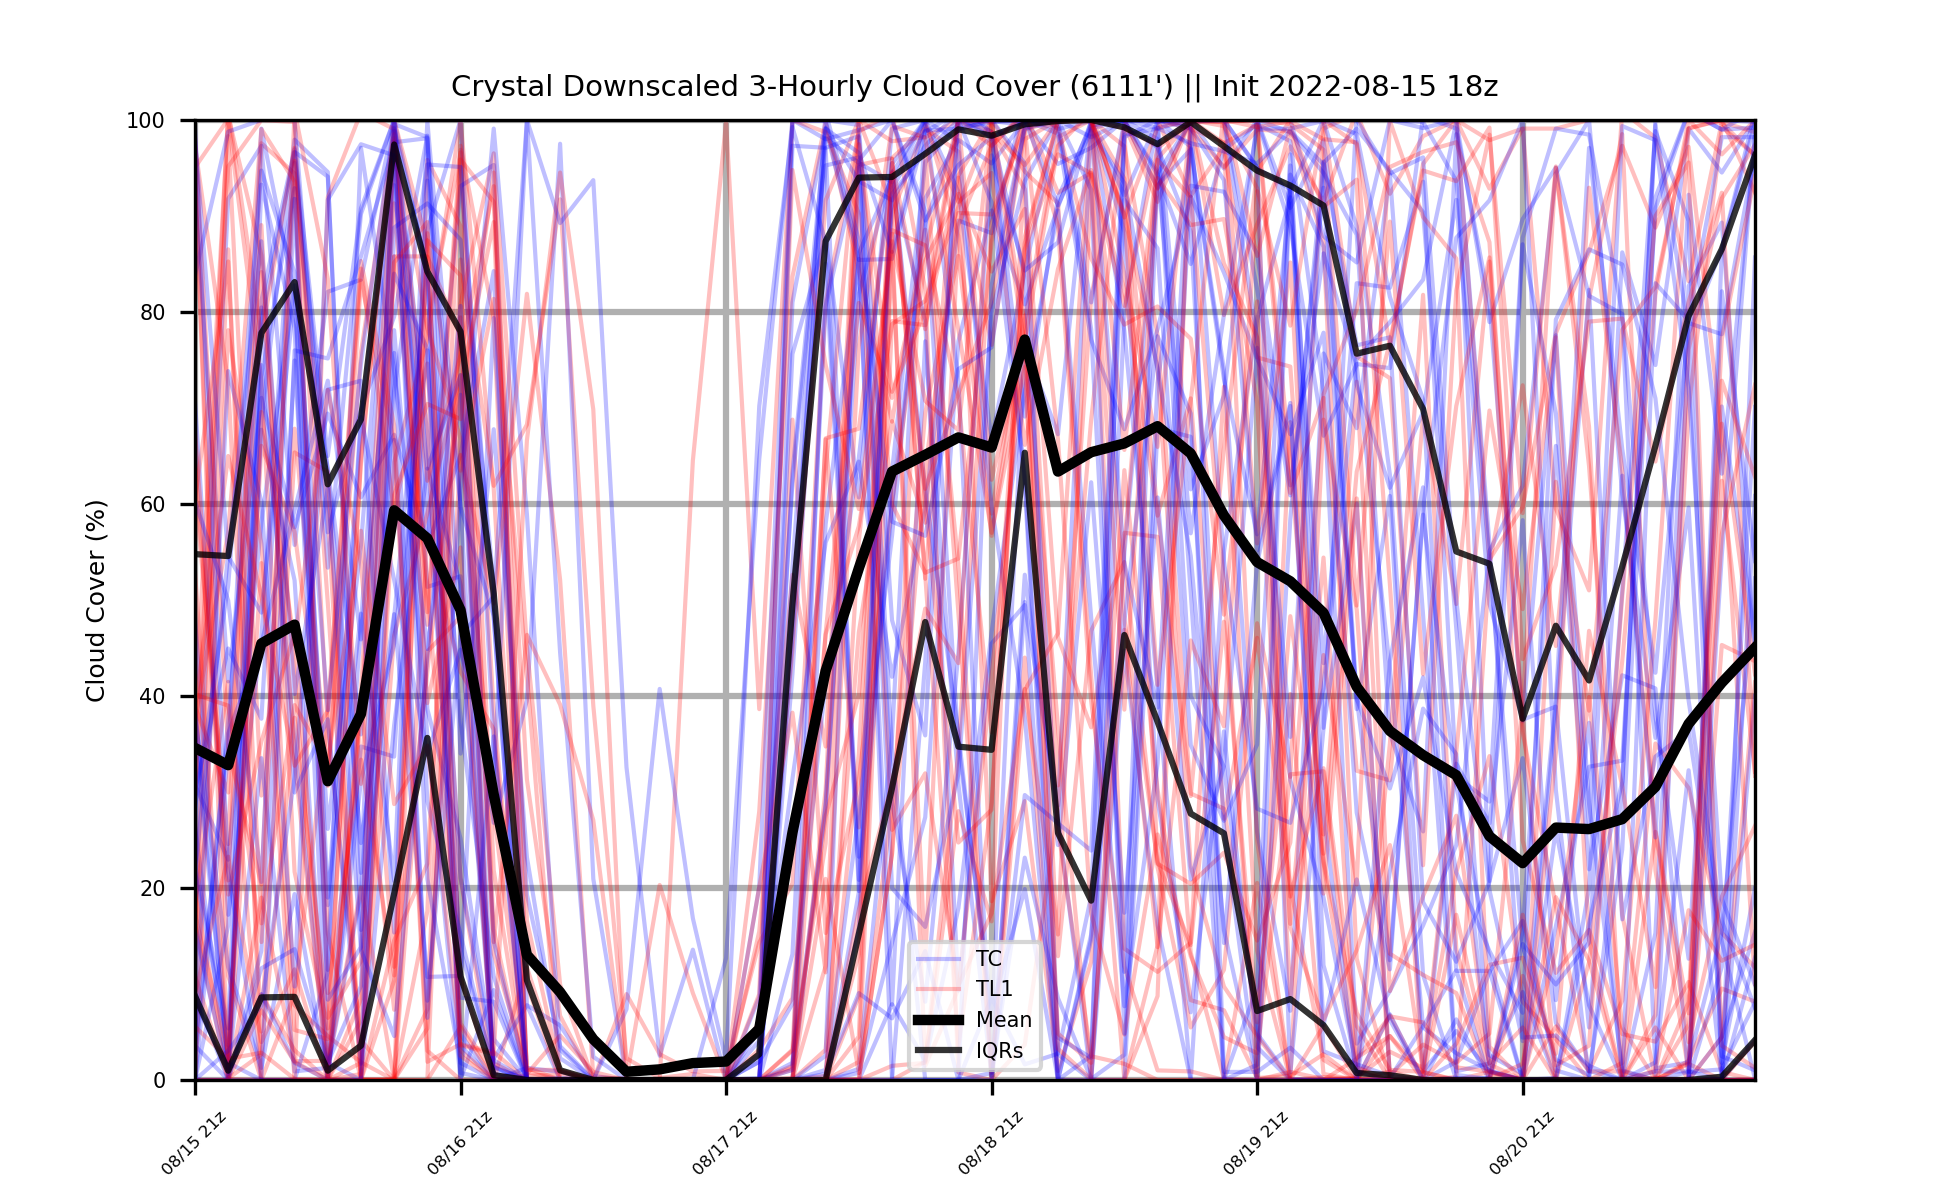 Crystal Downscaled 3-Hourly Cloud Cover (6111') || Init 2022-08-15 18z
100
80
60
40
20
0
Cloud Cover (%)
TC
TL1
Mean
IQRs
08/15 21z
08/16 21z
08/17 21z
08/18 21z
08/19 21z
08/20 21z